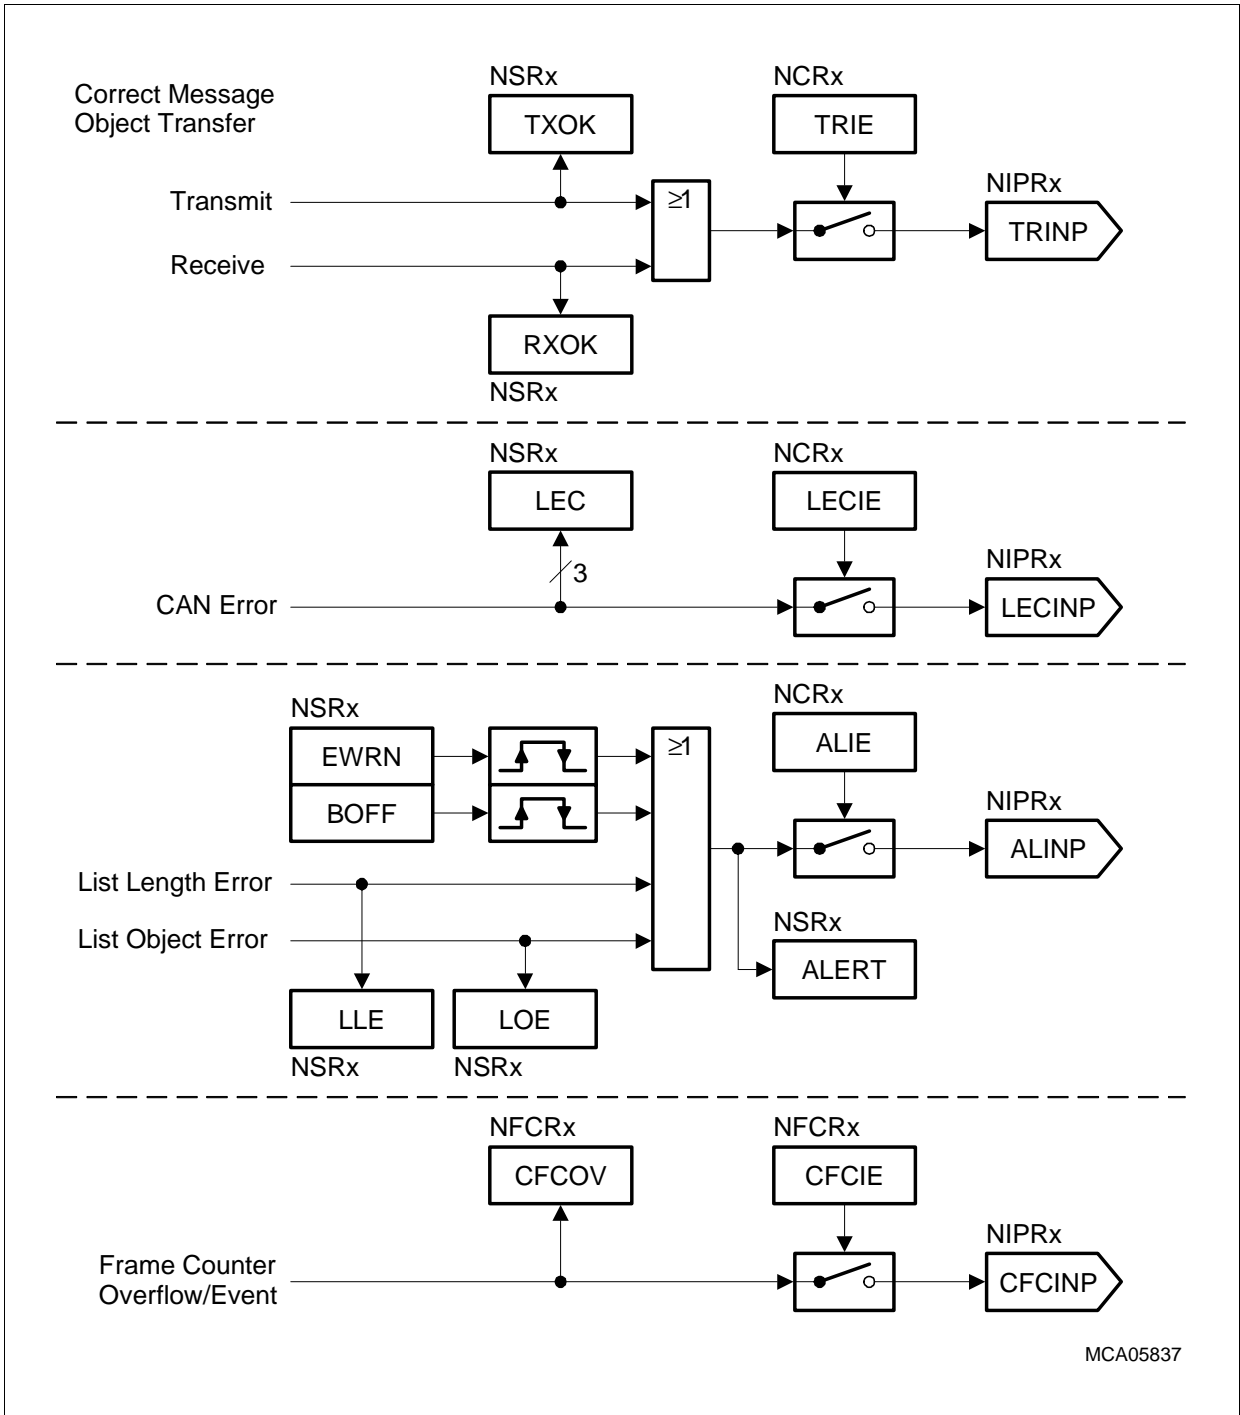 NSRx
NCRx
Correct Message
Object Transfer
TXOK
TRIE
Transmit
≥1
NIPRx
TRINP
Receive
RXOK
NSRx
NSRx
NCRx
LEC
LECIE
3
NIPRx
CAN Error
LECINP
NSRx
NCRx
EWRN
≥1
ALIE
BOFF
NIPRx
ALINP
List Length Error
List Object Error
NSRx
ALERT
LLE
LOE
NSRx
NSRx
NFCRx
NFCRx
CFCOV
CFCIE
NIPRx
Frame Counter
Overflow/Event
CFCINP
MCA05837